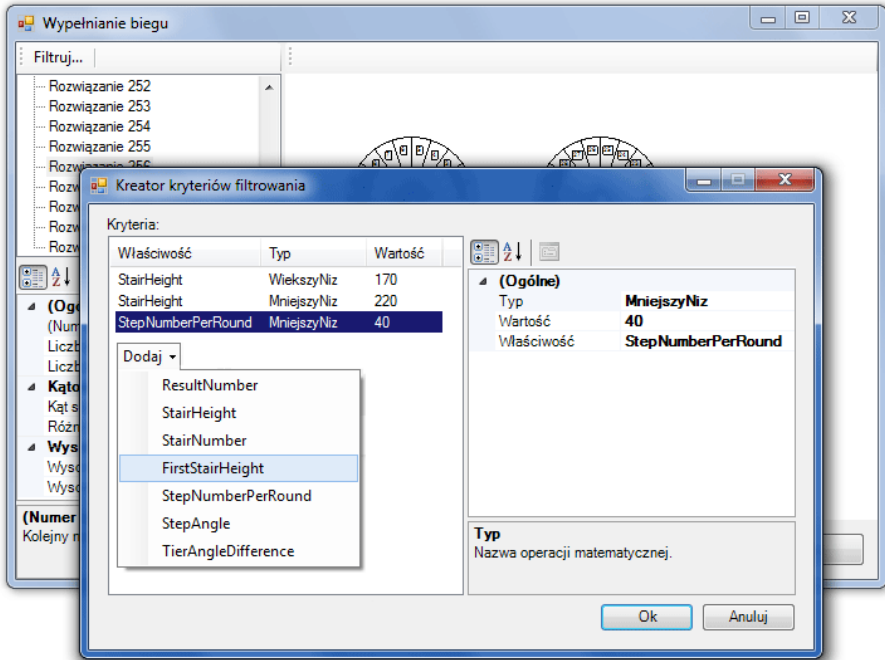 Wypełnianie biegu
Filtruj...
Rozwiązanie 252
Rozwiązanie 253
Rozwiązanie 254
Rozwiązanie 255
Kreator kryteriów filtrowania
Kryteria:
Właściwość Typ Wartość
StairHeight WiekszyNiz 170
StairHeight MniejszyNiz 220
StepNumberPerRound MniejszyNiz 40
Dodaj
ResultNumber
StairHeight
StairNumber
FirstStairHeight
StepNumberPerRound
StepAngle
TierAngleDifference
(Ogólne)
Typ MniejszyNiz
Wartość 40
Właściwość StepNumberPerRound
Typ
Nazwa operacji matematycznej.
Ok Anuluj
(Numer
Kolejny